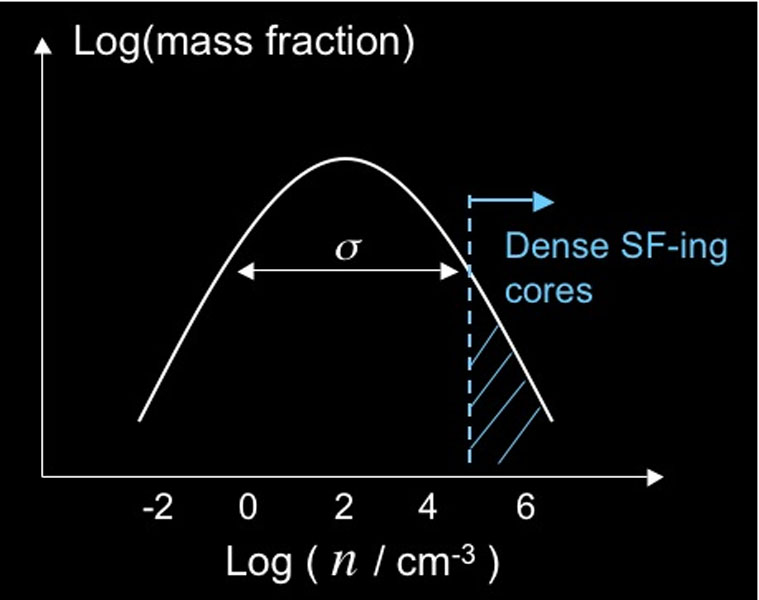 Log(mass fraction)
σ
Dense SF-ing
cores
-2 0 2 4 6
Log ( n / cm-3 )